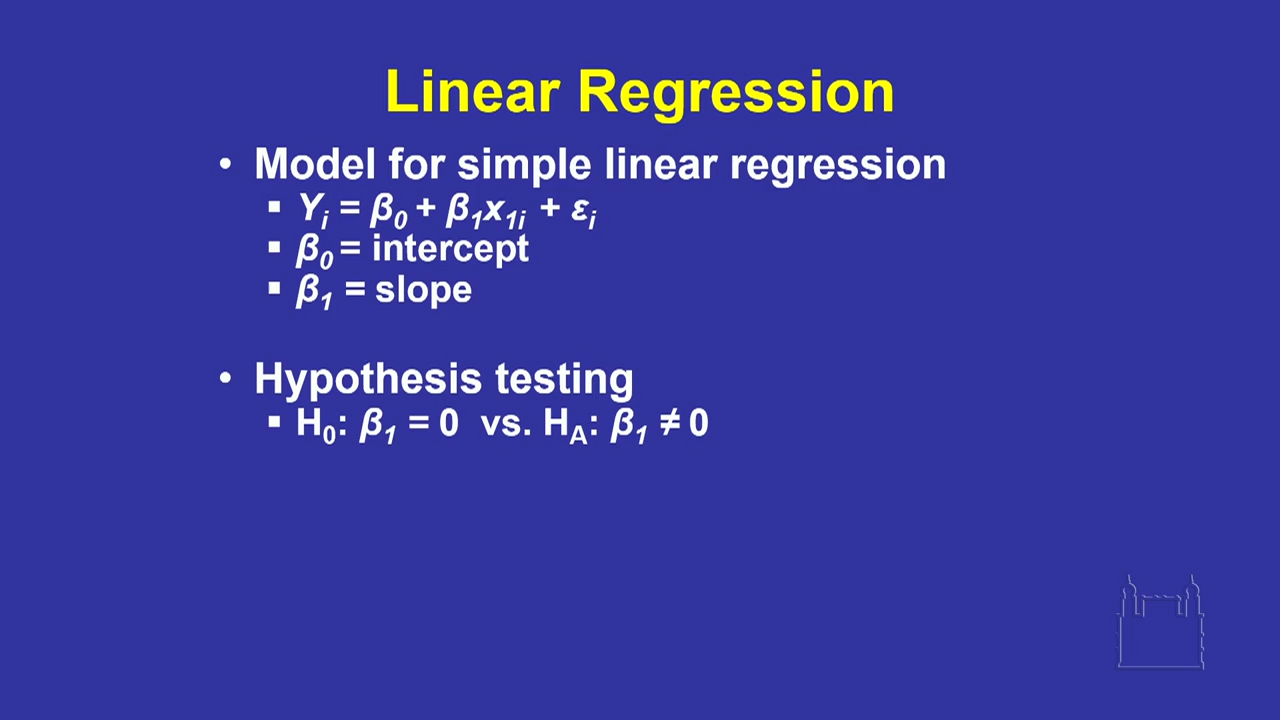 Linear Regression
• Model for simple linear regression
▪ Yᵢ = β₀ + β₁x₁ᵢ + εᵢ
▪ β₀ = intercept
▪ β₁ = slope
• Hypothesis testing
▪ H₀: β₁ = 0 vs. H_A: β₁ ≠ 0